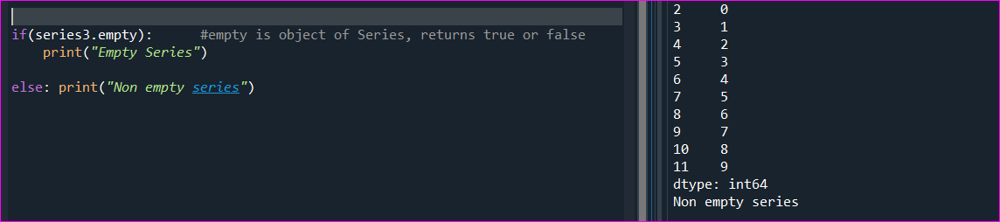 if(series3.empty):      #empty is object of Series, returns true or false
    print("Empty Series")
else: print("Non empty series")
2     0
3     1
4     2
5     3
6     4
7     5
8     6
9     7
10    8
11    9
dtype: int64
Non empty series